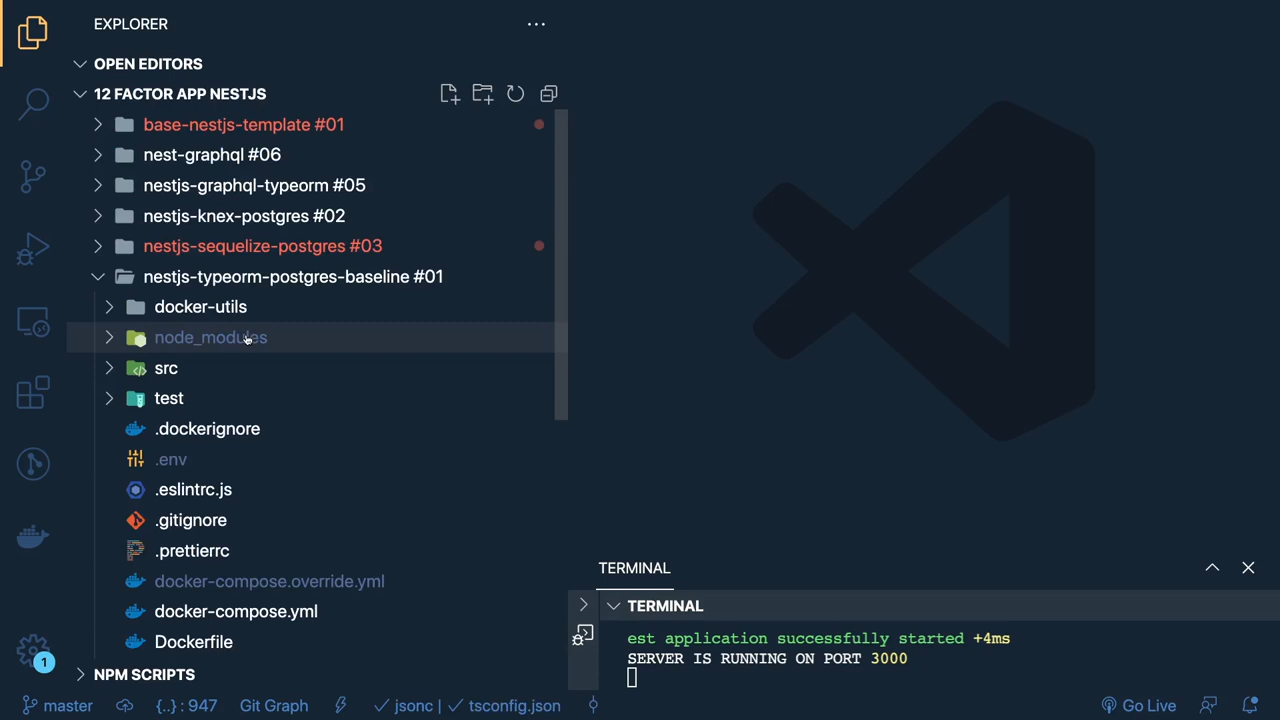 EXPLORER
OPEN EDITORS
12 FACTOR APP NESTJS
base-nestjs-template #01
nest-graphql #06
nestjs-graphql-typeorm #05
nestjs-knex-postgres #02
nestjs-sequelize-postgres #03
nestjs-typeorm-postgres-baseline #01
docker-utils
node_modules
src
test
.dockerignore
.env
.eslintrc.js
.gitignore
.prettierrc
docker-compose.override.yml
docker-compose.yml
Dockerfile
NPM SCRIPTS
TERMINAL
TERMINAL
est application successfully started +4ms
SERVER IS RUNNING ON PORT 3000
1
master
{..} : 947
Git Graph
jsonc | ✓ tsconfig.json
Go Live